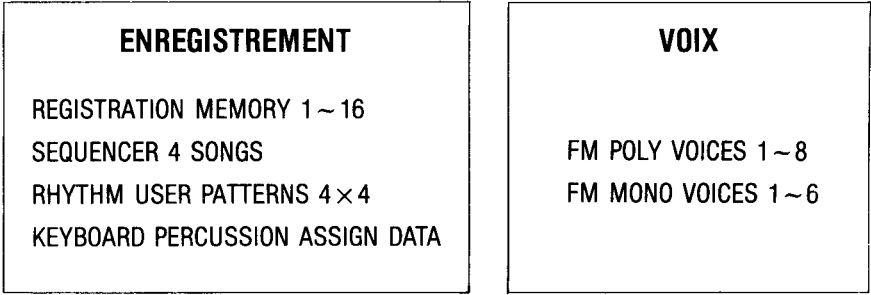 ENREGISTREMENT
REGISTRATION MEMORY 1~16
SEQUENCER 4 SONGS
RHYTHM USER PATTERNS 4×4
KEYBOARD PERCUSSION ASSIGN DATA
VOIX
FM POLY VOICES 1~8
FM MONO VOICES 1~6